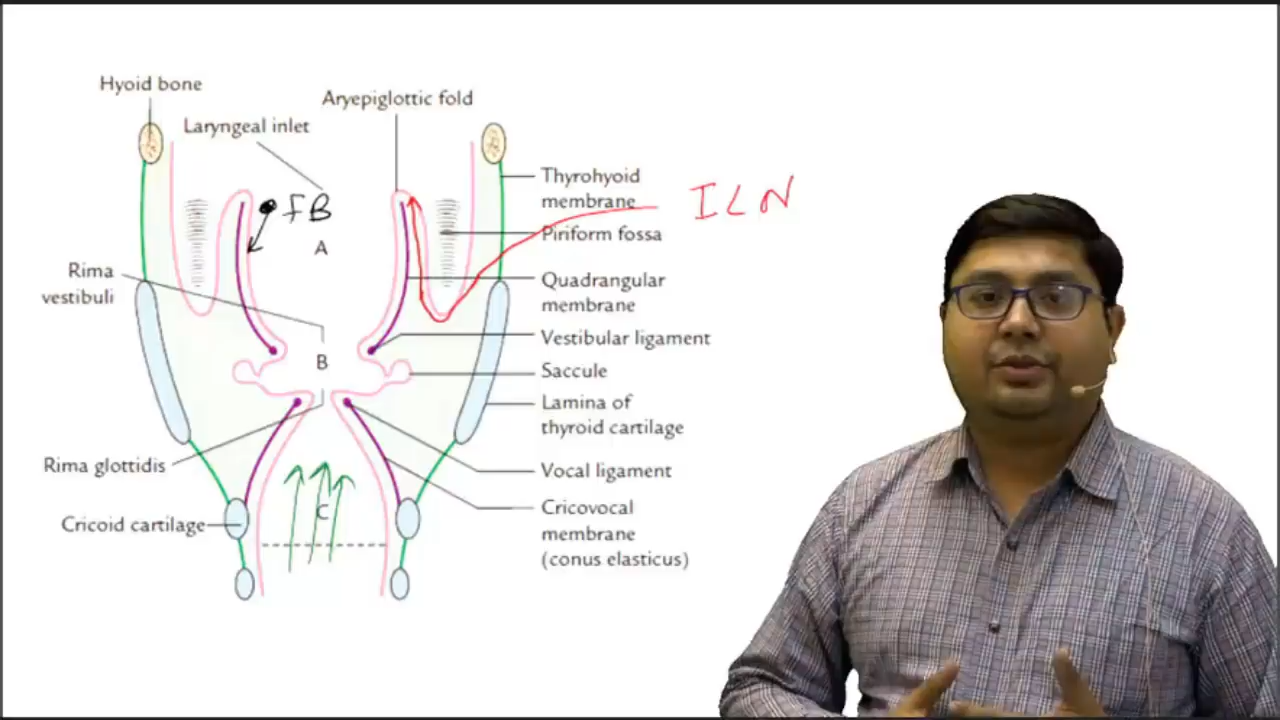 Hyoid bone
Aryepiglottic fold
Laryngeal inlet
Thyrohyoid
membrane
ILN
FB
Piriform fossa
A
Rima
vestibuli
Quadrangular
membrane
Vestibular ligament
B
Saccule
Lamina of
thyroid cartilage
Rima glottidis
Vocal ligament
Cricovocal
membrane
(conus elasticus)
C
Cricoid cartilage